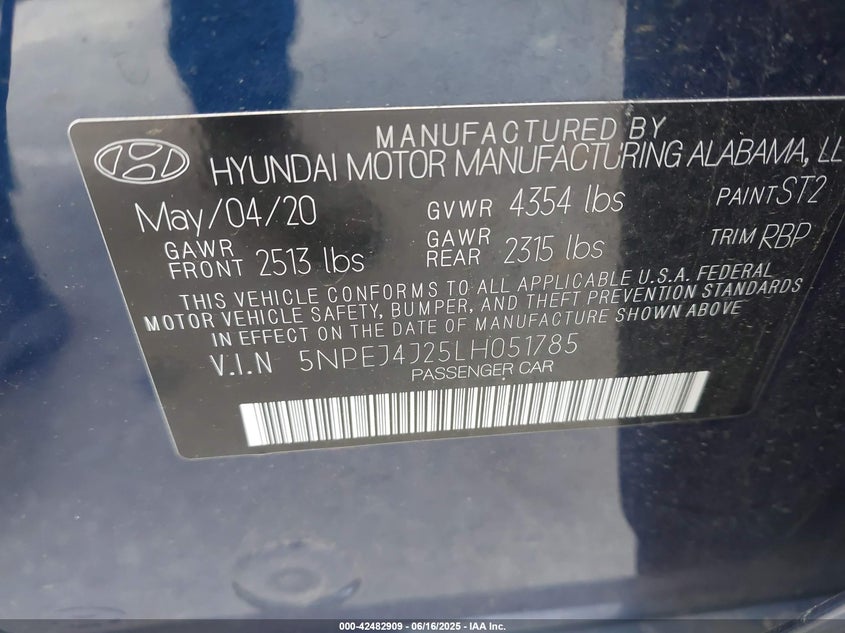 MANUFACTURED BY
HYUNDAI MOTOR MANUFACTURING ALABAMA, LL
May/04/20 GVWR 4354 lbs PAINT ST2
GAWR FRONT 2513 lbs GAWR REAR 2315 lbs TRIM RBP
THIS VEHICLE CONFORMS TO ALL APPLICABLE U.S.A. FEDERAL
MOTOR VEHICLE SAFETY, BUMPER, AND THEFT PREVENTION STANDARDS
IN EFFECT ON THE DATE OF MANUFACTURE SHOWN ABOVE
V.I.N 5NPEJ4J25LH051785
PASSENGER CAR
000-42482909 - 06/16/2025 - IAA Inc.